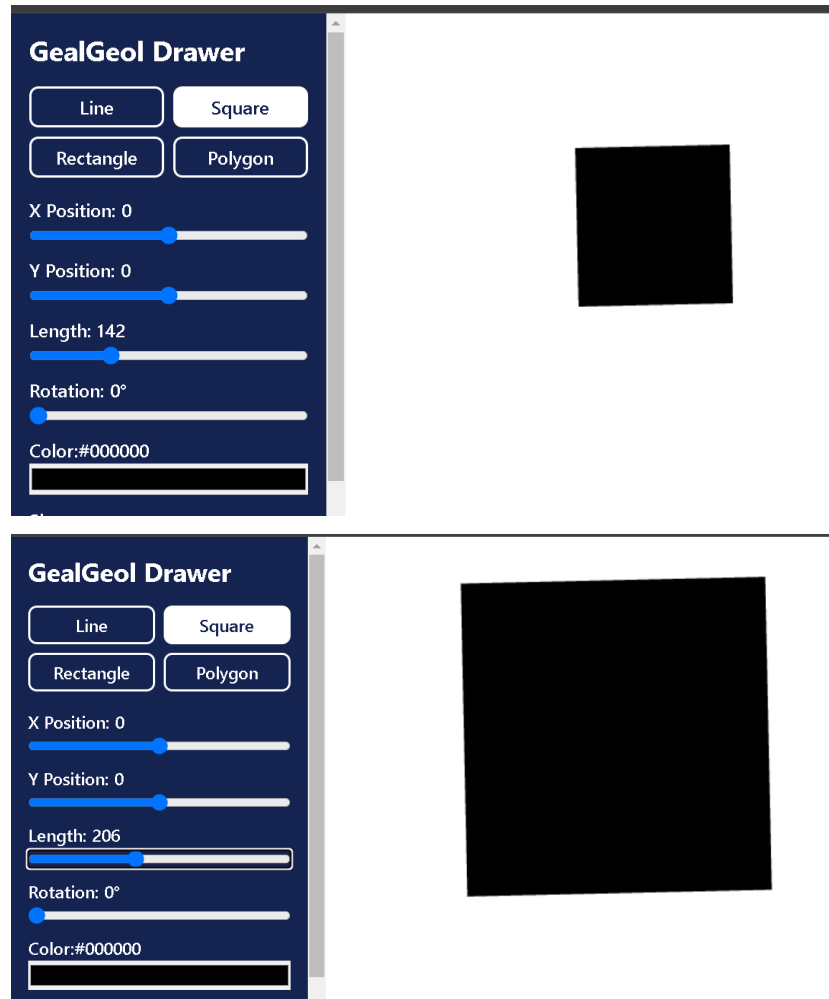 GealGeol Drawer
Line Square
Rectangle Polygon
X Position: 0
Y Position: 0
Length: 142
Rotation: 0°
Color:#000000
GealGeol Drawer
Line Square
Rectangle Polygon
X Position: 0
Y Position: 0
Length: 206
Rotation: 0°
Color:#000000